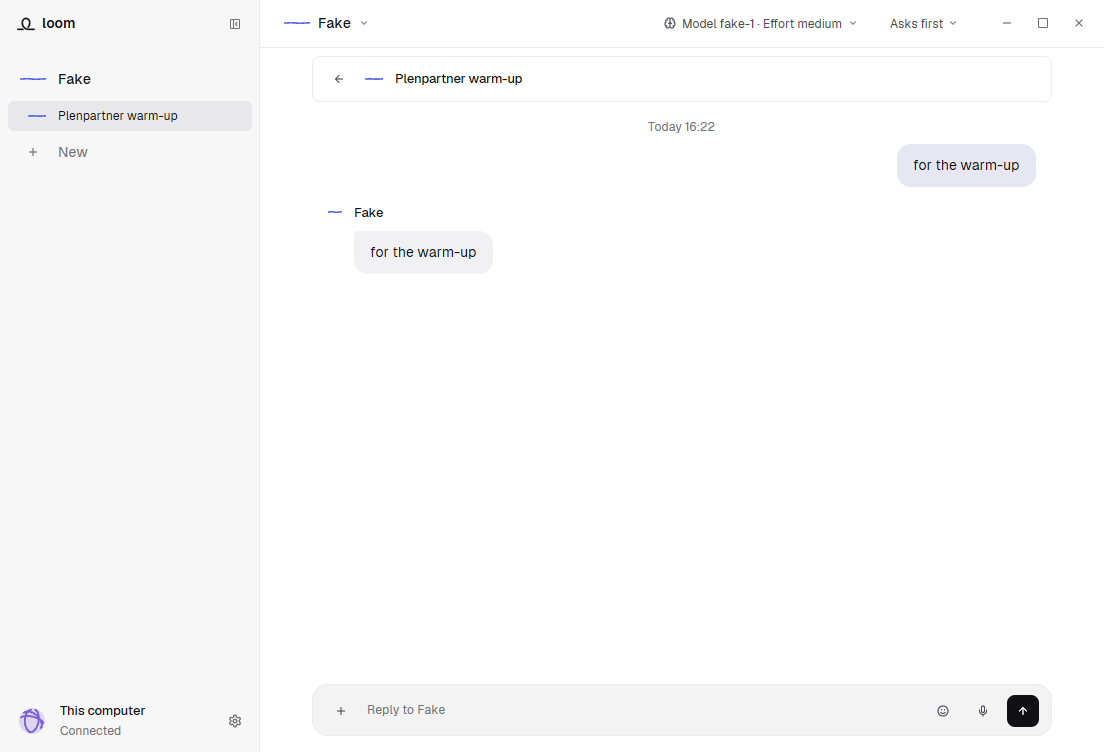 loom
Fake
Plenpartner warm-up
New
This computer
Connected
Fake
Model fake-1 · Effort medium
Asks first
Plenpartner warm-up
Today 16:22
for the warm-up
Fake
for the warm-up
Reply to Fake